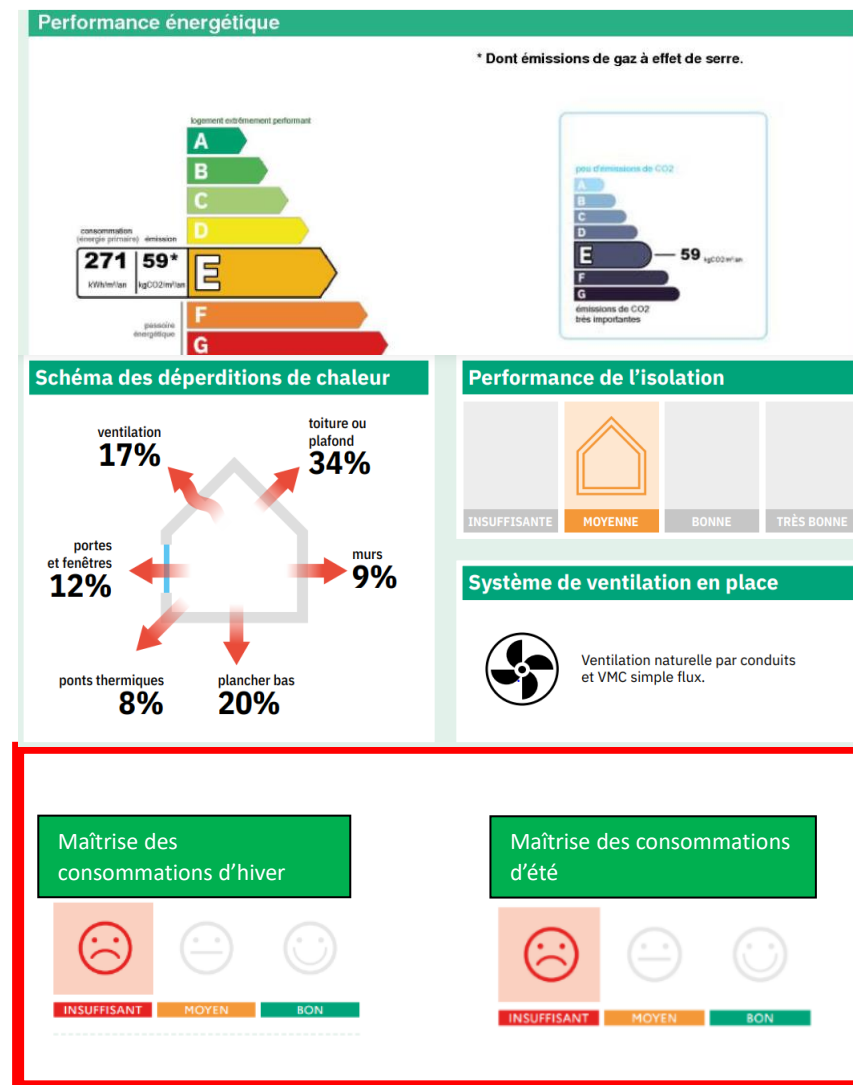 Performance énergétique
* Dont émissions de gaz à effet de serre.
logement extrêmement performant
A
B
C
D
consommation
(énergie primaire) émission
271 59*
kWh/m²/an kgCO2/m²/an
E
F
G
passoire
énergétique
peu d'émissions de CO2
A
B
C
D
E 59 kgCO2/m²/an
F
G
émissions de CO2
très importantes
Schéma des déperditions de chaleur
ventilation
17%
toiture ou
plafond
34%
portes
et fenêtres
12%
murs
9%
ponts thermiques
8%
plancher bas
20%
Performance de l'isolation
INSUFFISANTE MOYENNE BONNE TRÈS BONNE
Système de ventilation en place
Ventilation naturelle par conduits
et VMC simple flux.
Maîtrise des
consommations d'hiver
INSUFFISANT MOYEN BON
Maîtrise des consommations
d'été
INSUFFISANT MOYEN BON